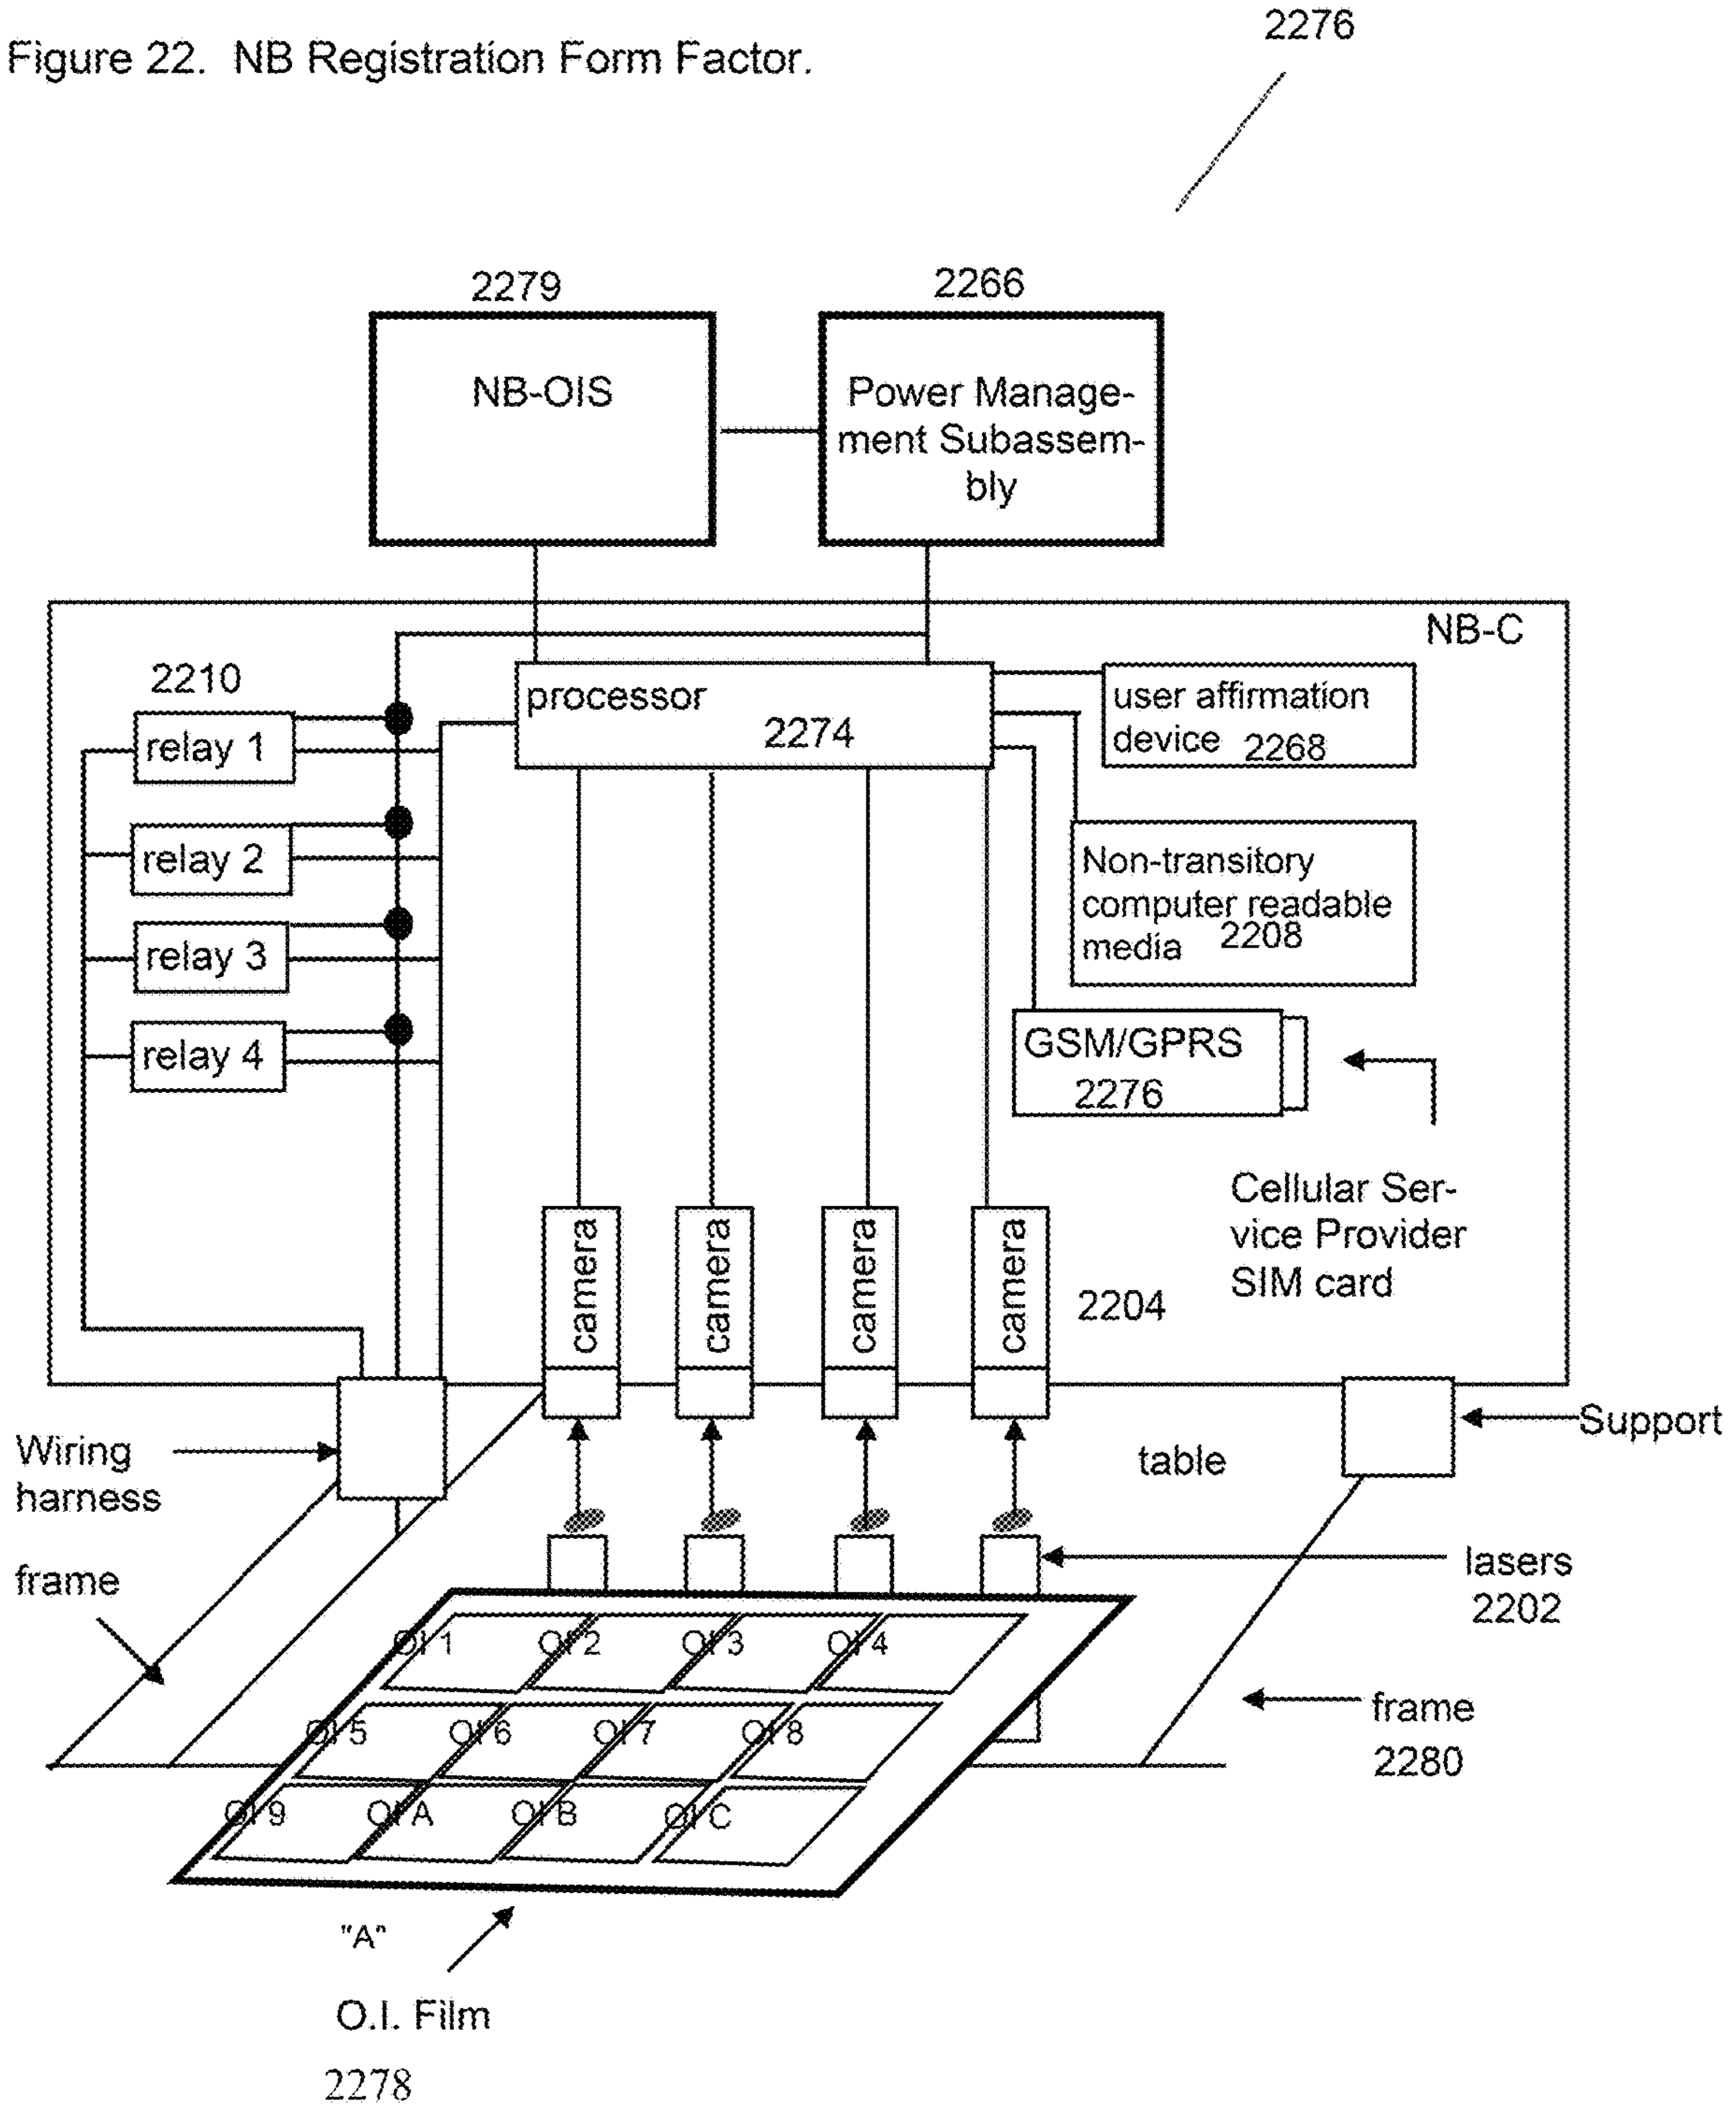 2276
Figure 22. NB Registration Form Factor.
2279
2266
NB-OIS
Power Manage-
ment Subassem-
bly
NB-C
2210
processor
2274
user affirmation
device 2268
relay 1
relay 2
relay 3
relay 4
Non-transitory
computer readable
media 2208
GSM/GPRS
2276
Cellular Ser-
vice Provider
SIM card
camera
camera
camera
camera
2204
Wiring
harness
Support
table
frame
lasers
2202
OI 1
OI 2
OI 3
OI 4
OI 5
OI 6
OI 7
OI 8
OI 9
OI A
OI B
OI C
frame
2280
"A"
O.I. Film
2278